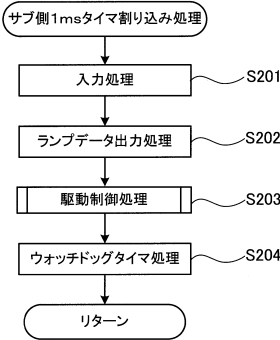 サブ側1msタイマ割り込み処理
入力処理
S201
ランプデータ出力処理
S202
駆動制御処理
S203
ウォッチドッグタイマ処理
S204
リターン